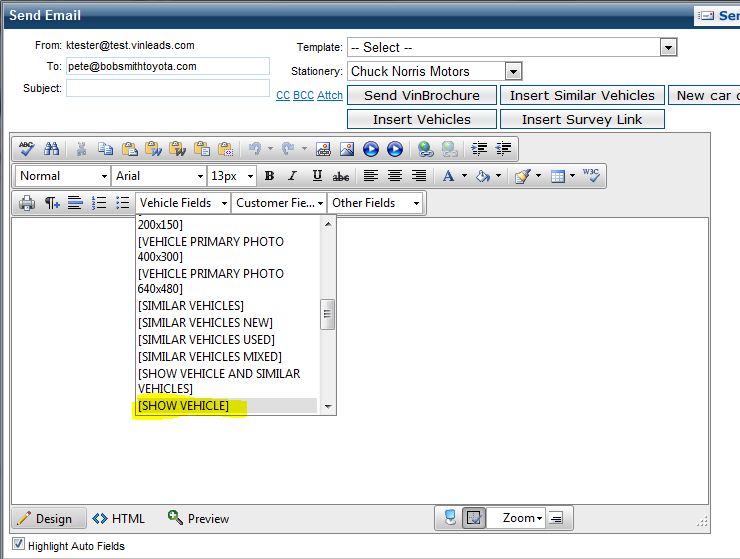 Send Email
Sen
From: ktester@test.vinleads.com
Template: -- Select --
To: pete@bobsmithtoyota.com
Stationery: Chuck Norris Motors
Subject:
CC BCC Attch
Send VinBrochure Insert Similar Vehicles New car
Insert Vehicles Insert Survey Link
ABC
Normal Arial 13px B I U abc A W3C
Vehicle Fields Customer Fie... Other Fields
200x150]
[VEHICLE PRIMARY PHOTO
400x300]
[VEHICLE PRIMARY PHOTO
640x480]
[SIMILAR VEHICLES]
[SIMILAR VEHICLES NEW]
[SIMILAR VEHICLES USED]
[SIMILAR VEHICLES MIXED]
[SHOW VEHICLE AND SIMILAR
VEHICLES]
[SHOW VEHICLE]
Design HTML Preview Zoom
Highlight Auto Fields